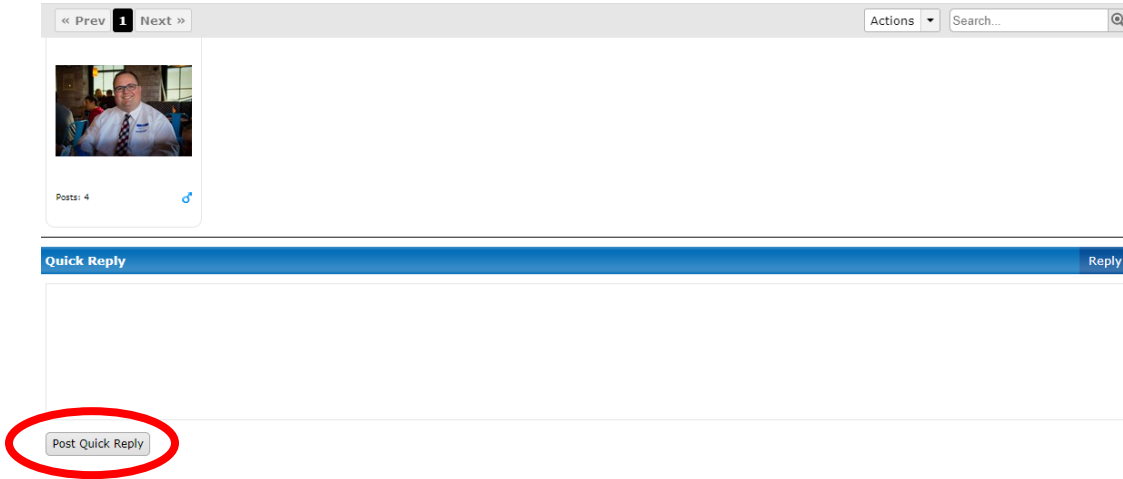 « Prev 1 Next »
Actions
Search...
Posts: 4
Quick Reply
Reply
Post Quick Reply